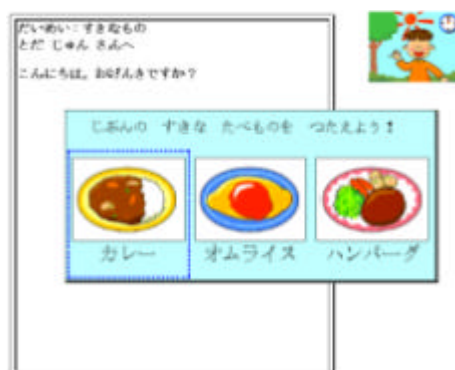 だいめい：すきなもの
とだ じゅん さんへ
こんにちは。おげんきですか？
じぶんの すきな たべものを つたえよう！
カレー
オムライス
ハンバーグ